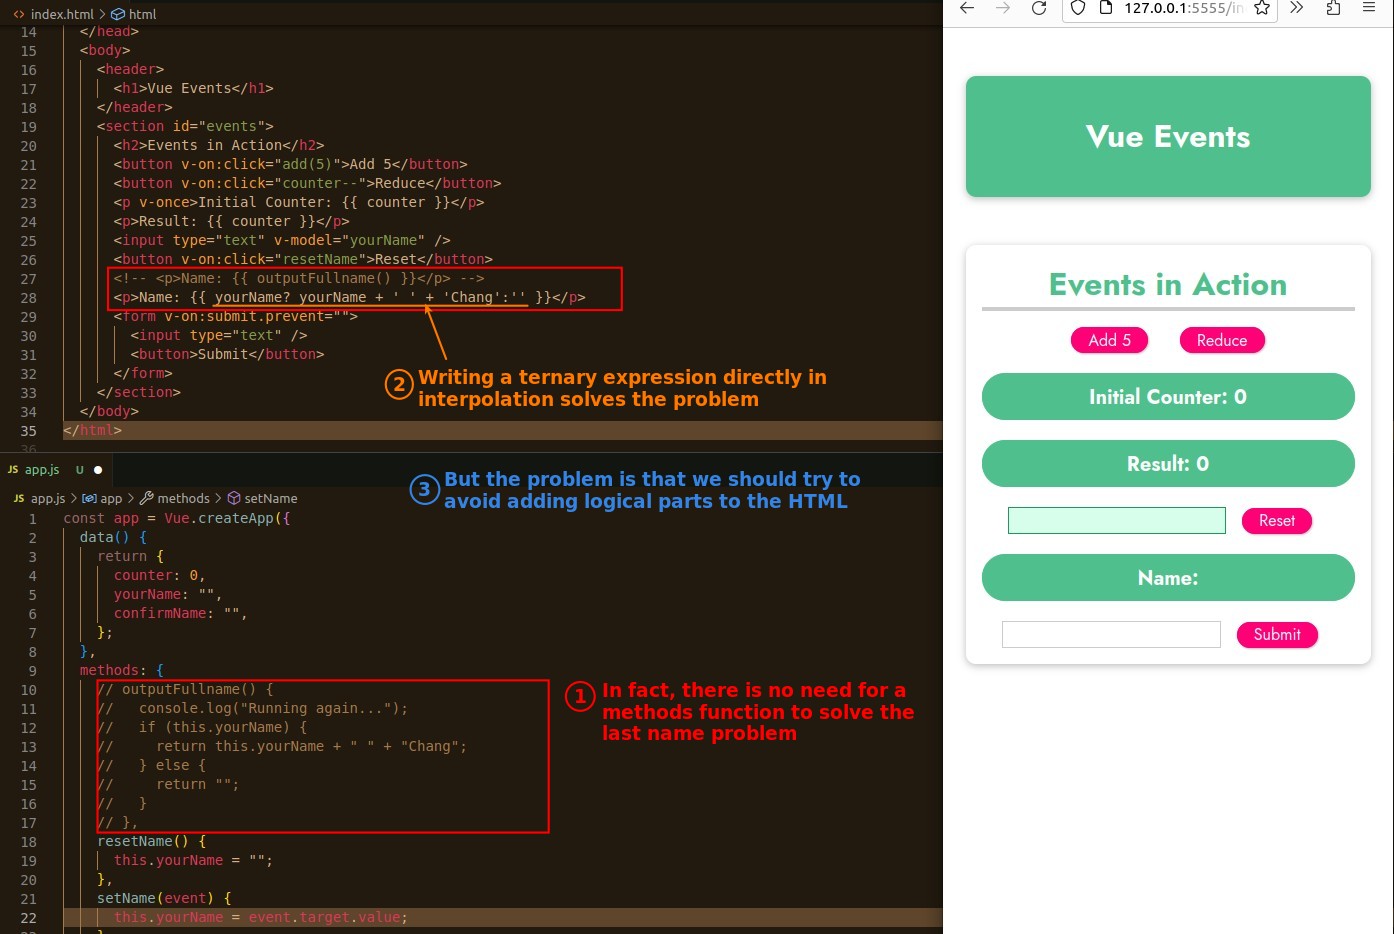 index.html > html
14 </head>
15 <body>
16 <header>
17 <h1>Vue Events</h1>
18 </header>
19 <section id="events">
20 <h2>Events in Action</h2>
21 <button v-on:click="add(5)">Add 5</button>
22 <button v-on:click="counter--">Reduce</button>
23 <p v-once>Initial Counter: {{ counter }}</p>
24 <p>Result: {{ counter }}</p>
25 <input type="text" v-model="yourName" />
26 <button v-on:click="resetName">Reset</button>
27 <!-- <p>Name: {{ outputFullname() }}</p> -->
28 <p>Name: {{ yourName? yourName + ' ' + 'Chang':'' }}</p>
29 <form v-on:submit.prevent="">
30 <input type="text" />
31 <button>Submit</button>
32 </form>
33 </section>
34 </body>
35 </html>
36
2 Writing a ternary expression directly in
interpolation solves the problem
JS app.js U
3 But the problem is that we should try to
avoid adding logical parts to the HTML
JS app.js > app > methods > setName
1 const app = Vue.createApp({
2 data() {
3 return {
4 counter: 0,
5 yourName: "",
6 confirmName: "",
7 };
8 },
9 methods: {
10 // outputFullname() {
11 // console.log("Running again...");
12 // if (this.yourName) {
13 // return this.yourName + " " + "Chang";
14 // } else {
15 // return "";
16 // }
17 // },
18 resetName() {
19 this.yourName = "";
20 },
21 setName(event) {
22 this.yourName = event.target.value;
1 In fact, there is no need for a
methods function to solve the
last name problem
127.0.0.1:5555/in
Vue Events
Events in Action
Add 5 Reduce
Initial Counter: 0
Result: 0
Reset
Name:
Submit